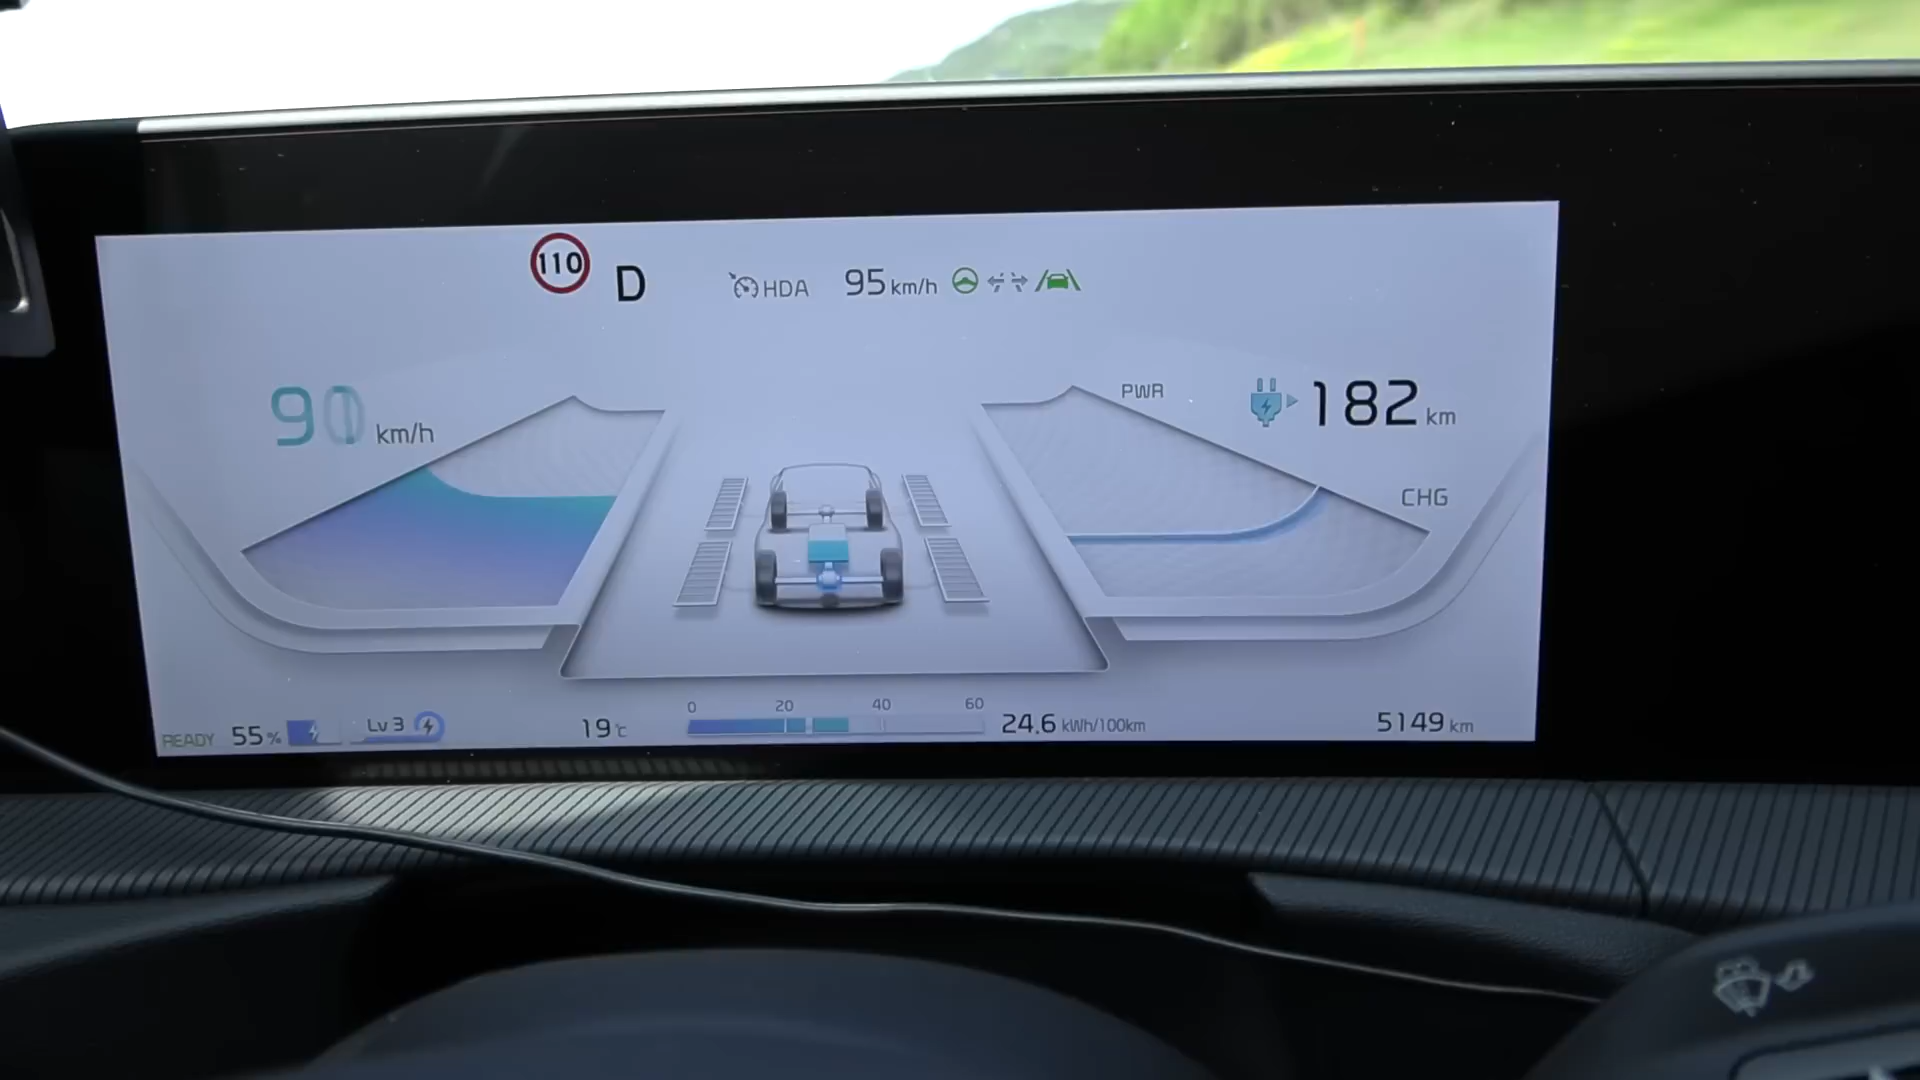 110 D HDA 95 km/h
90 km/h
PWR 182 km
CHG
0 20 40 60
READY 55% Lv 3 19℃ 24.6 kWh/100km 5149 km